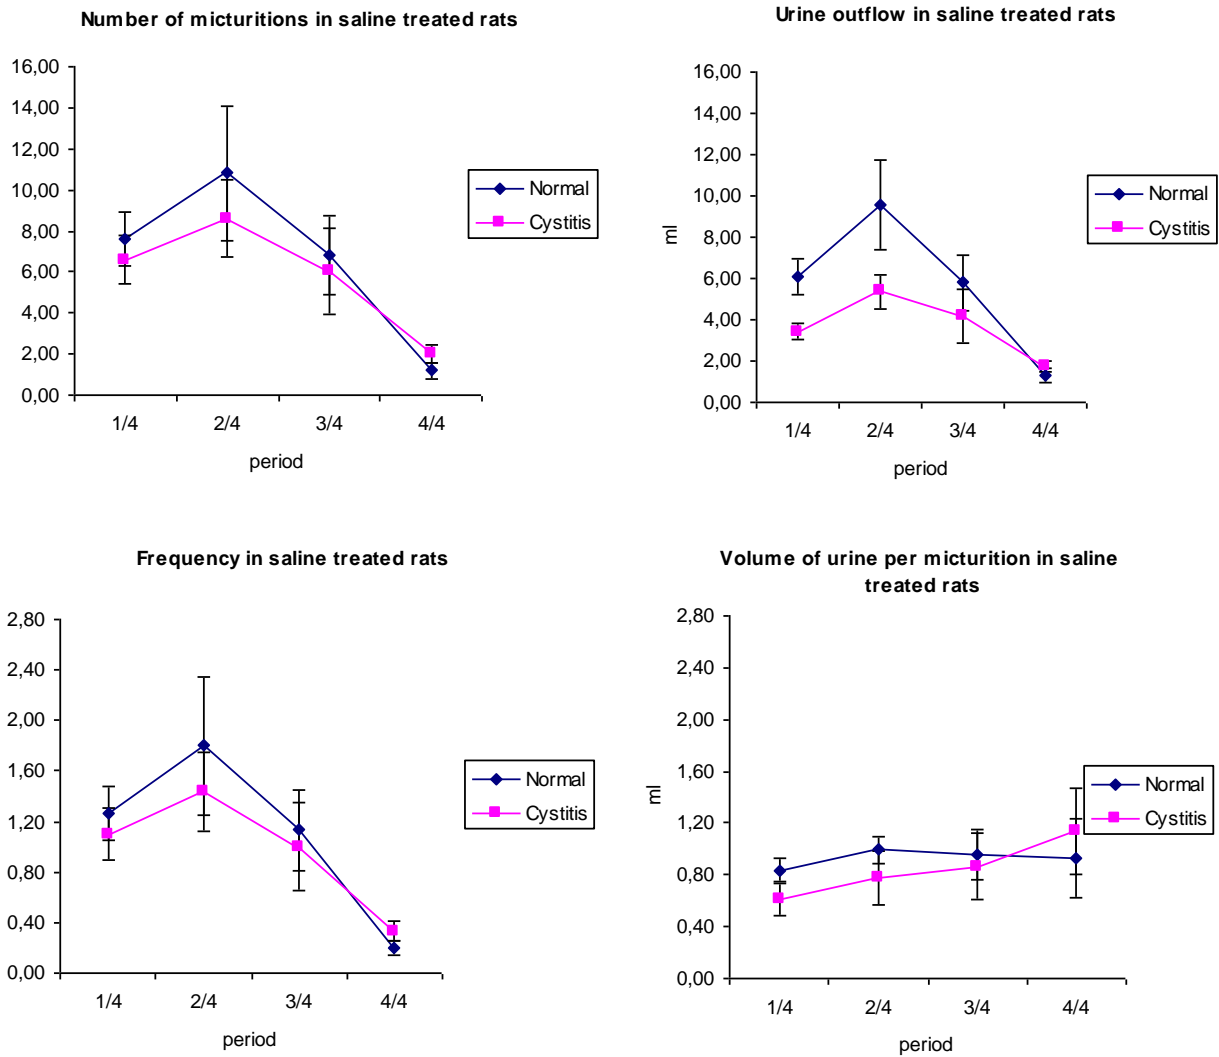 Number of micturitions in saline treated rats
16,00
14,00
12,00
10,00
8,00
6,00
4,00
2,00
0,00
1/4 2/4 3/4 4/4
period
Normal
Cystitis
Urine outflow in saline treated rats
16,00
14,00
12,00
10,00
8,00
6,00
4,00
2,00
0,00
ml
1/4 2/4 3/4 4/4
period
Normal
Cystitis
Frequency in saline treated rats
2,80
2,40
2,00
1,60
1,20
0,80
0,40
0,00
1/4 2/4 3/4 4/4
period
Normal
Cystitis
Volume of urine per micturition in saline
treated rats
2,80
2,40
2,00
1,60
1,20
0,80
0,40
0,00
ml
1/4 2/4 3/4 4/4
period
Normal
Cystitis